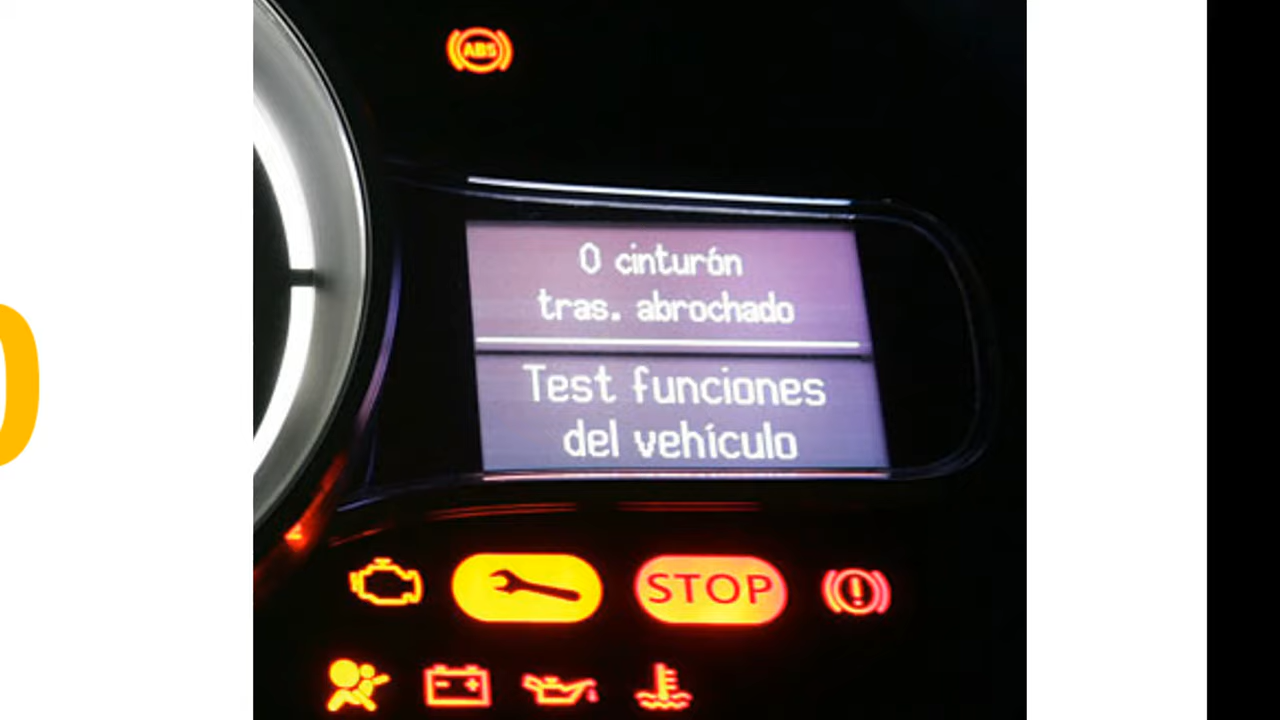 ABS
0 cinturón
tras. abrochado
Test funciones
del vehículo
STOP